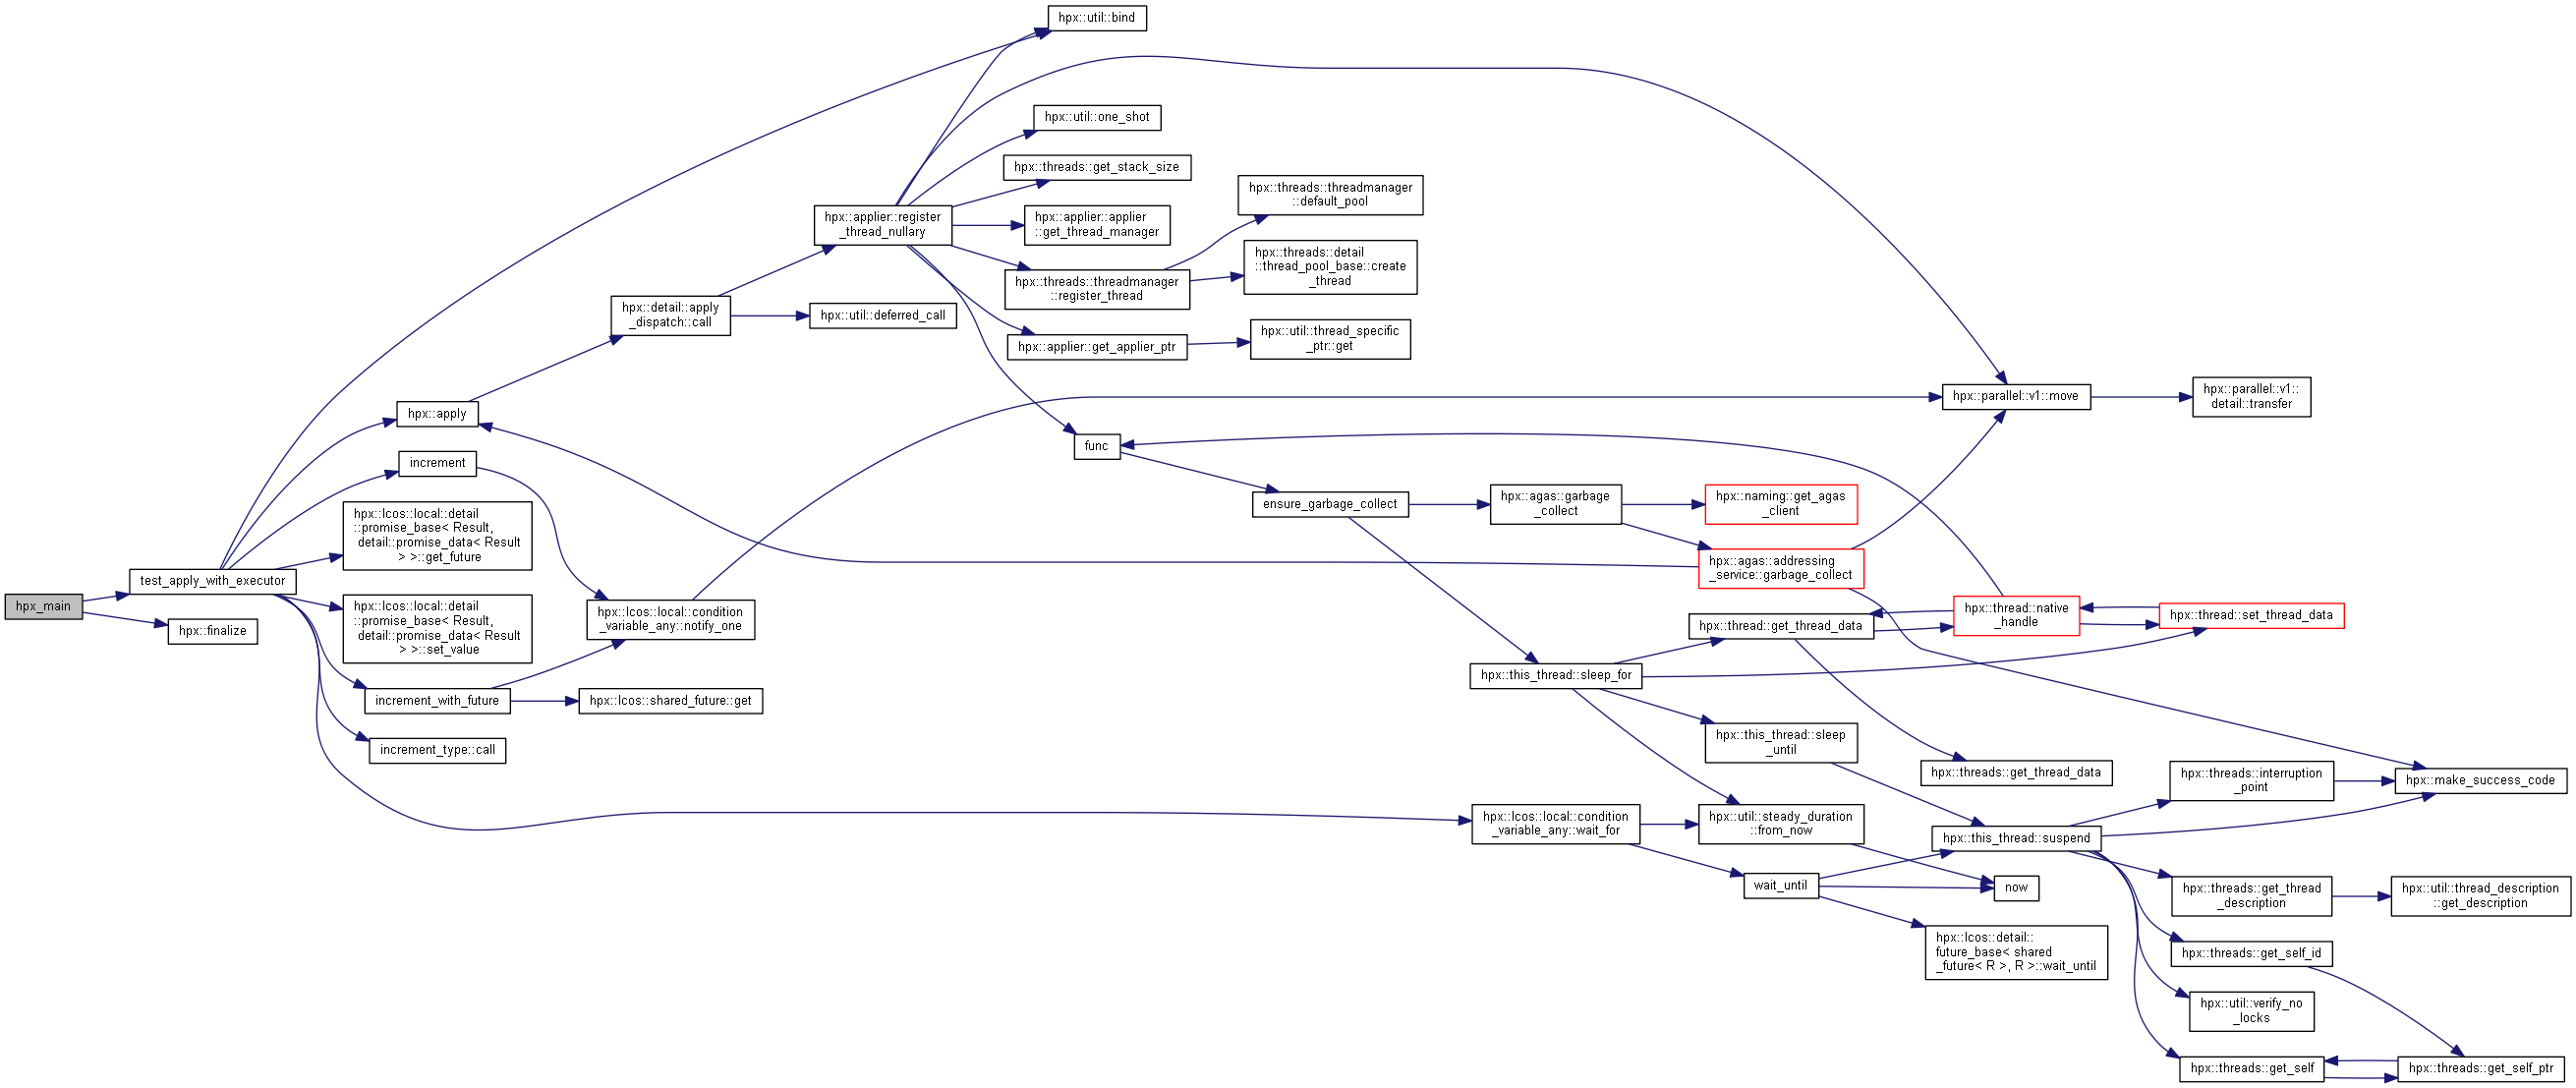 hpx_main
test_apply_with_executor
hpx::finalize
hpx::apply
increment
hpx::lcos::local::detail
::promise_base< Result,
detail::promise_data< Result
> >::get_future
hpx::lcos::local::detail
::promise_base< Result,
detail::promise_data< Result
> >::set_value
increment_with_future
increment_type::call
hpx::detail::apply
_dispatch::call
hpx::lcos::local::condition
_variable_any::notify_one
hpx::lcos::shared_future::get
hpx::applier::register
_thread_nullary
hpx::util::deferred_call
hpx::util::bind
hpx::util::one_shot
hpx::threads::get_stack_size
hpx::applier::applier
::get_thread_manager
hpx::threads::threadmanager
::register_thread
hpx::applier::get_applier_ptr
func
hpx::threads::threadmanager
::default_pool
hpx::threads::detail
::thread_pool_base::create
_thread
hpx::util::thread_specific
_ptr::get
ensure_garbage_collect
hpx::agas::garbage
_collect
hpx::this_thread::sleep_for
hpx::lcos::local::condition
_variable_any::wait_for
hpx::naming::get_agas
_client
hpx::agas::addressing
_service::garbage_collect
hpx::thread::get_thread_data
hpx::this_thread::sleep
_until
hpx::util::steady_duration
::from_now
wait_until
hpx::parallel::v1::move
hpx::thread::native
_handle
hpx::threads::get_thread_data
hpx::this_thread::suspend
now
hpx::lcos::detail::
future_base< shared
_future< R >, R >::wait_until
hpx::parallel::v1::
detail::transfer
hpx::thread::set_thread_data
hpx::threads::interruption
_point
hpx::threads::get_thread
_description
hpx::threads::get_self_id
hpx::util::verify_no
_locks
hpx::threads::get_self
hpx::make_success_code
hpx::util::thread_description
::get_description
hpx::threads::get_self_ptr